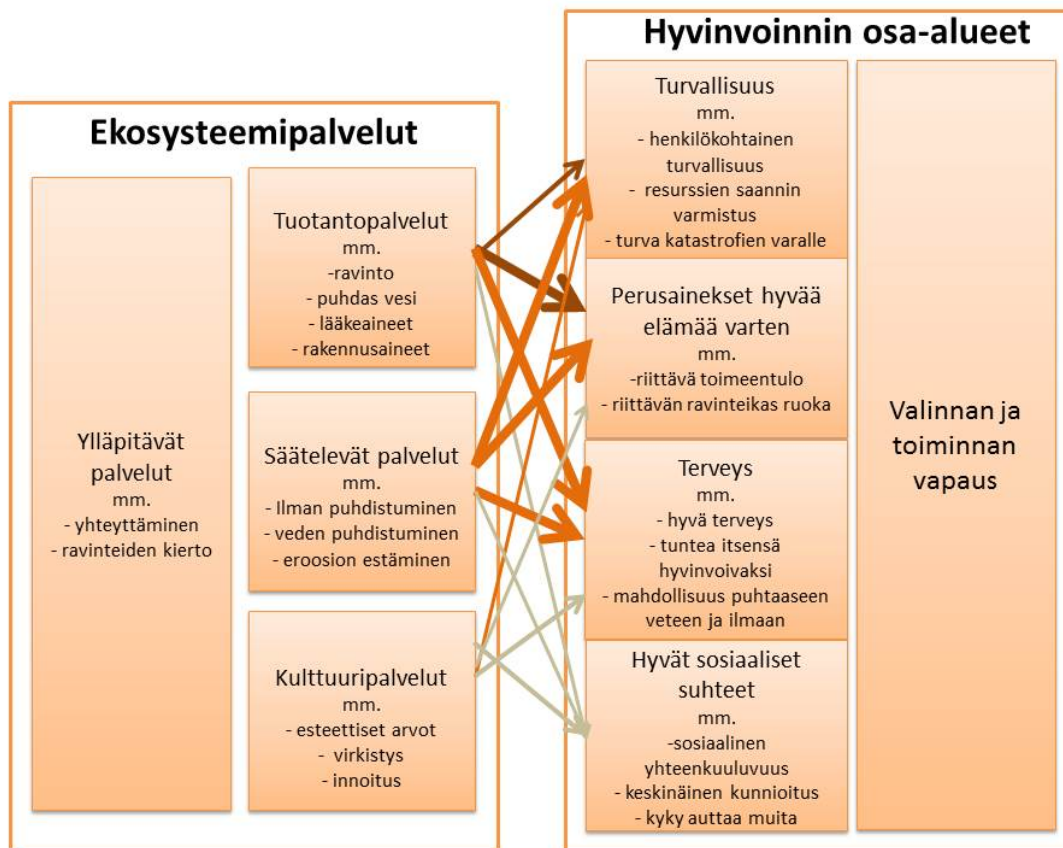 Ekosysteemipalvelut
Ylläpitävät
palvelut
mm.
- yhteyttäminen
- ravinteiden kierto
Tuotantopalvelut
mm.
-ravinto
- puhdas vesi
- lääkeaineet
- rakennusaineet
Säätelevät palvelut
mm.
- Ilman puhdistuminen
- veden puhdistuminen
- eroosion estäminen
Kulttuuripalvelut
mm.
- esteettiset arvot
- virkistys
- innoitus
Hyvinvoinnin osa-alueet
Turvallisuus
mm.
- henkilökohtainen
turvallisuus
- resurssien saannin
varmistus
- turva katastrofien varalle
Perusainekset hyvää
elämää varten
mm.
-riittävä toimeentulo
- riittävän ravinteikas ruoka
Terveys
mm.
- hyvä terveys
- tuntea itsensä
hyvinvoivaksi
- mahdollisuus puhtaaseen
veteen ja ilmaan
Hyvät sosiaaliset
suhteet
mm.
-sosiaalinen
yhteenkuuluvuus
- keskinäinen kunnioitus
- kyky auttaa muita
Valinnan ja
toiminnan
vapaus